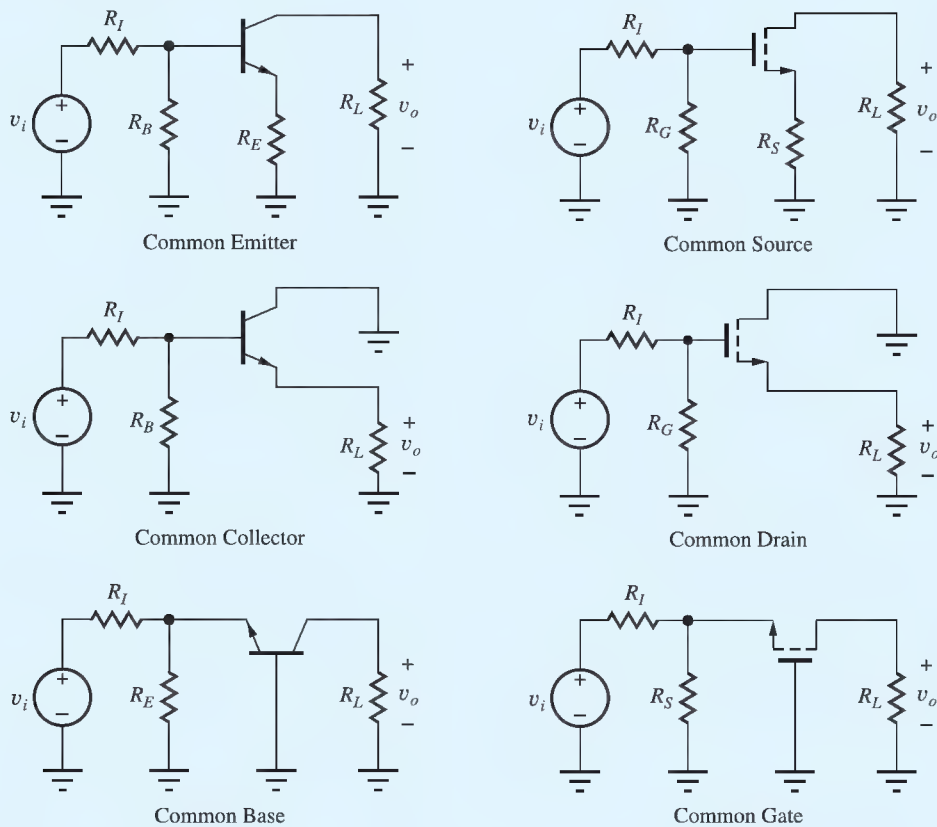 R_I
v_i
+
−
R_B
R_E
R_L
+
v_o
−
Common Emitter
R_I
v_i
+
−
R_G
R_S
R_L
+
v_o
−
Common Source
R_I
v_i
+
−
R_B
R_L
+
v_o
−
Common Collector
R_I
v_i
+
−
R_G
R_L
+
v_o
−
Common Drain
R_I
v_i
+
−
R_E
R_L
+
v_o
−
Common Base
R_I
v_i
+
−
R_S
R_L
+
v_o
−
Common Gate